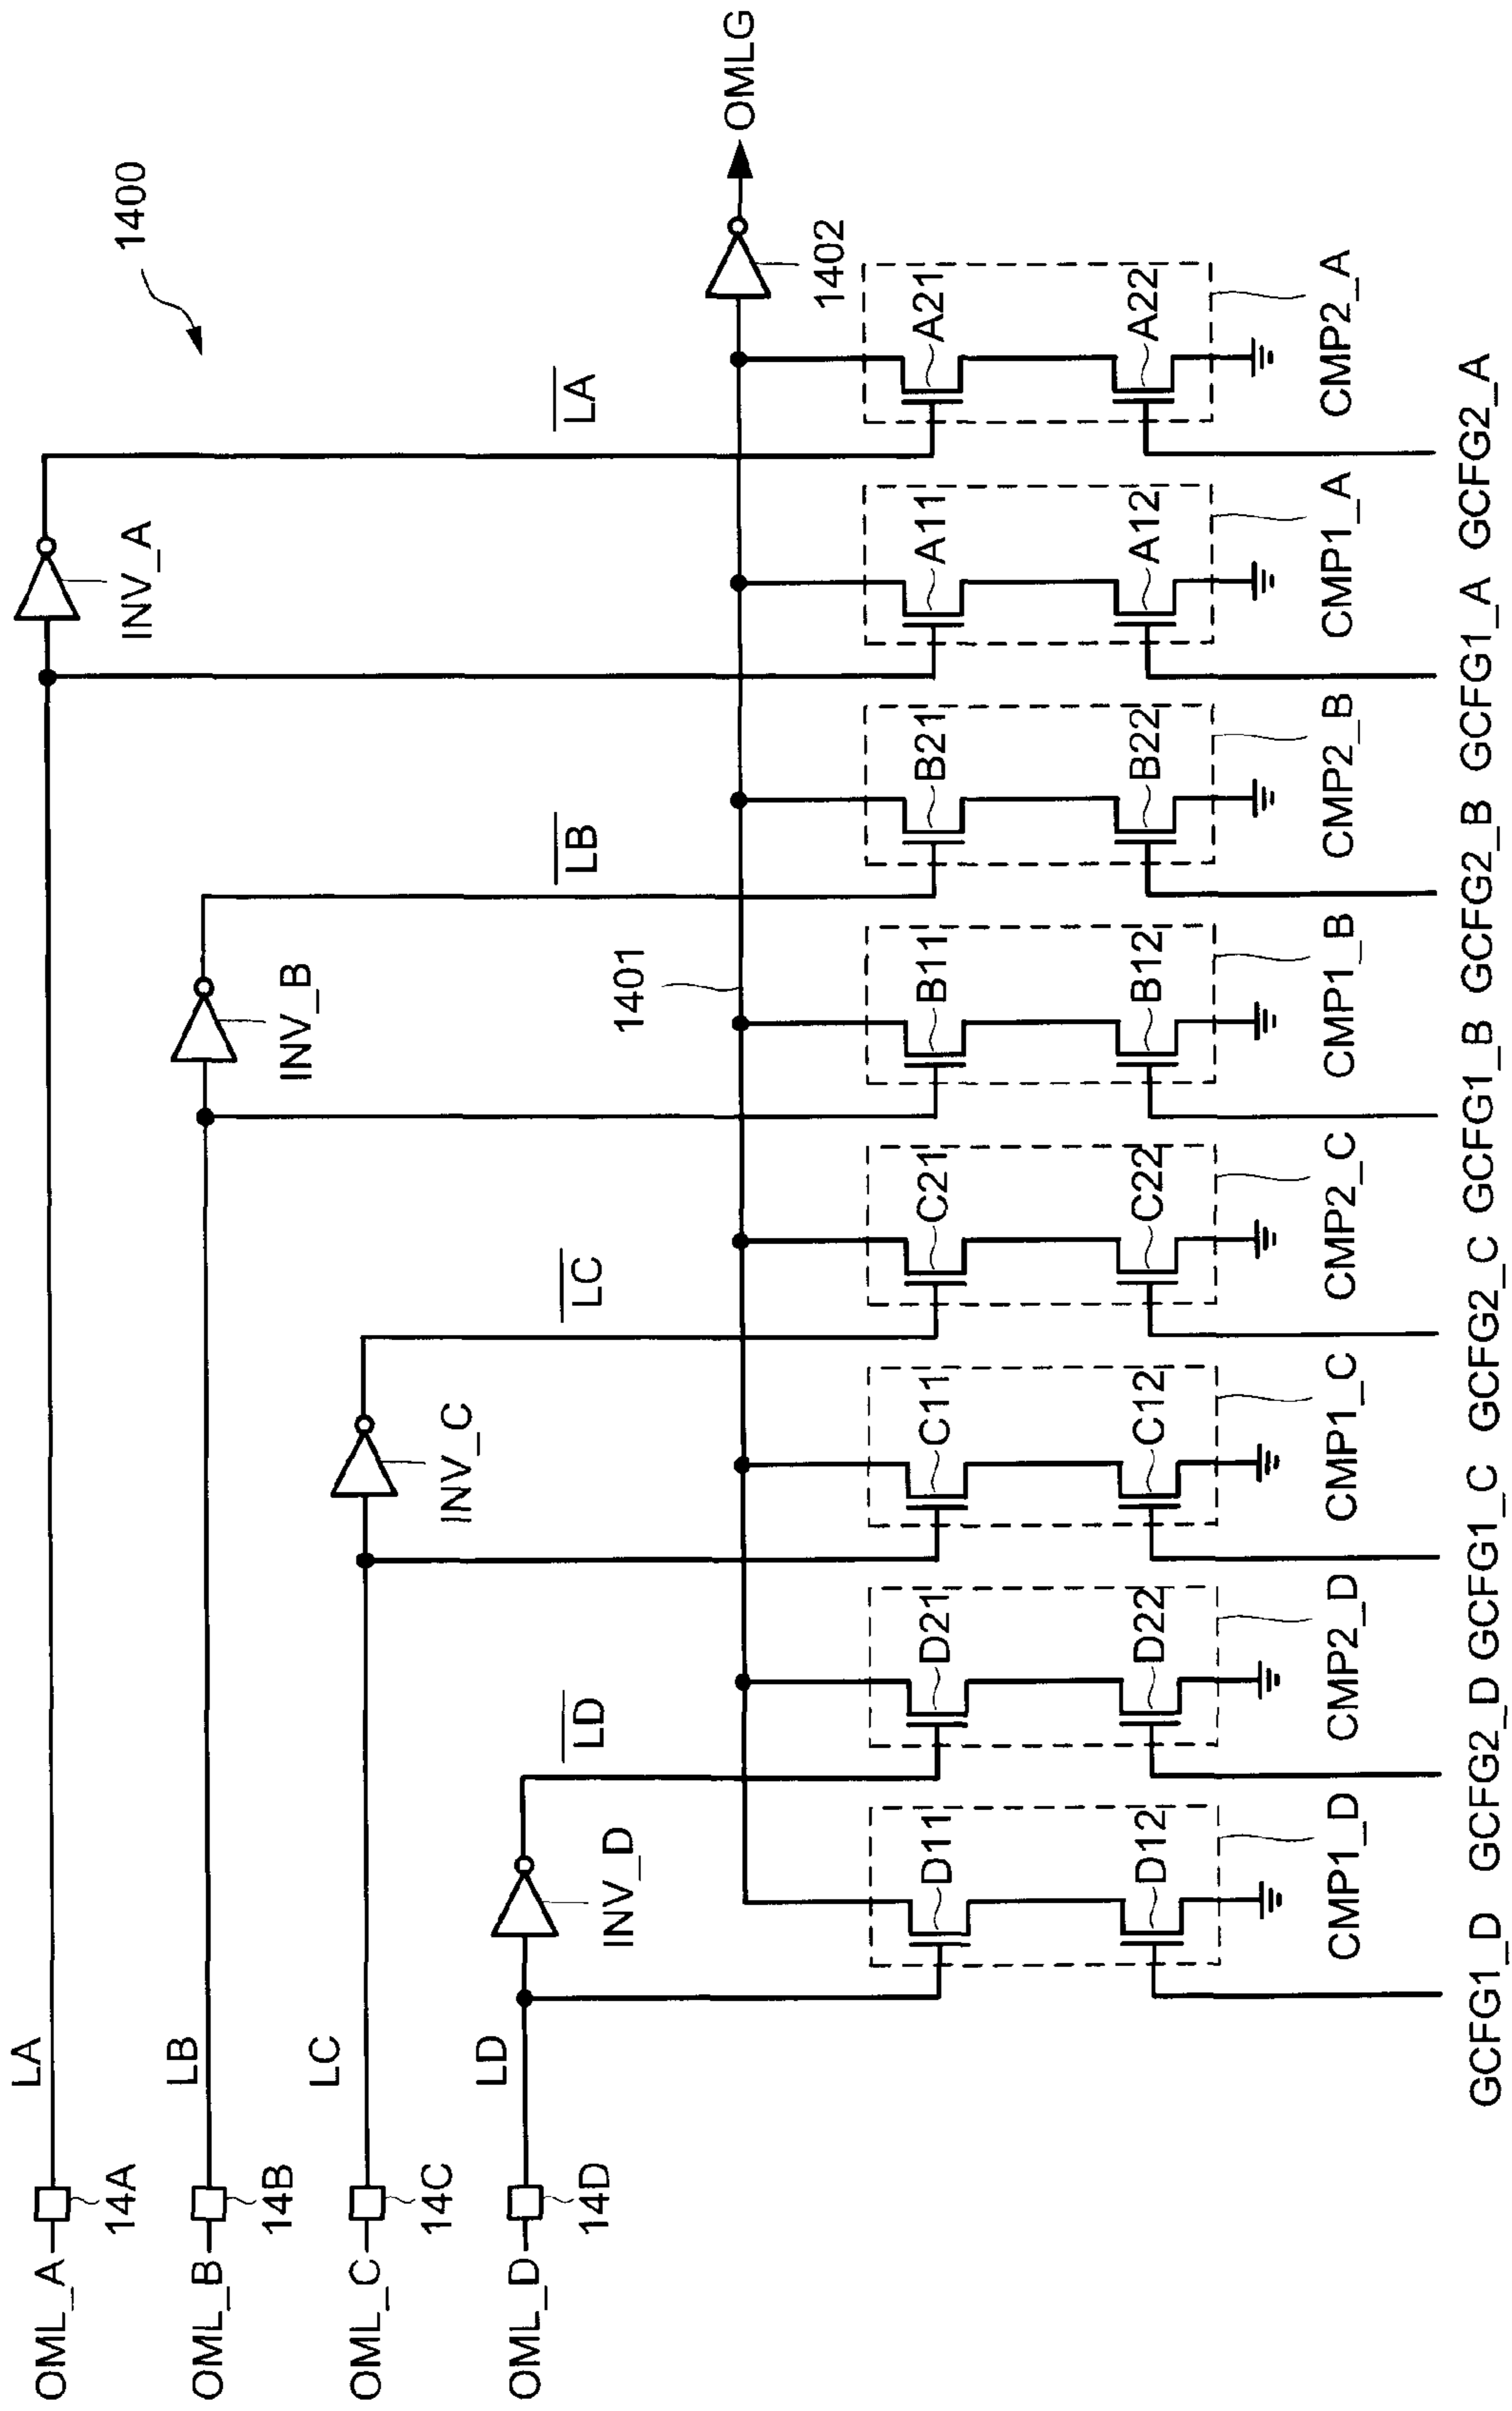 1400
OML_A
14A
LA
INV_A
LA
OML_B
14B
LB
INV_B
LB
OML_C
14C
LC
INV_C
LC
OML_D
14D
LD
INV_D
LD
1401
1402
OMLG
D11
D21
C11
C21
B11
B21
A11
A21
D12
D22
C12
C22
B12
B22
A12
A22
CMP1_D
CMP2_D
CMP1_C
CMP2_C
CMP1_B
CMP2_B
CMP1_A
CMP2_A
GCFG1_D
GCFG2_D
GCFG1_C
GCFG2_C
GCFG1_B
GCFG2_B
GCFG1_A
GCFG2_A